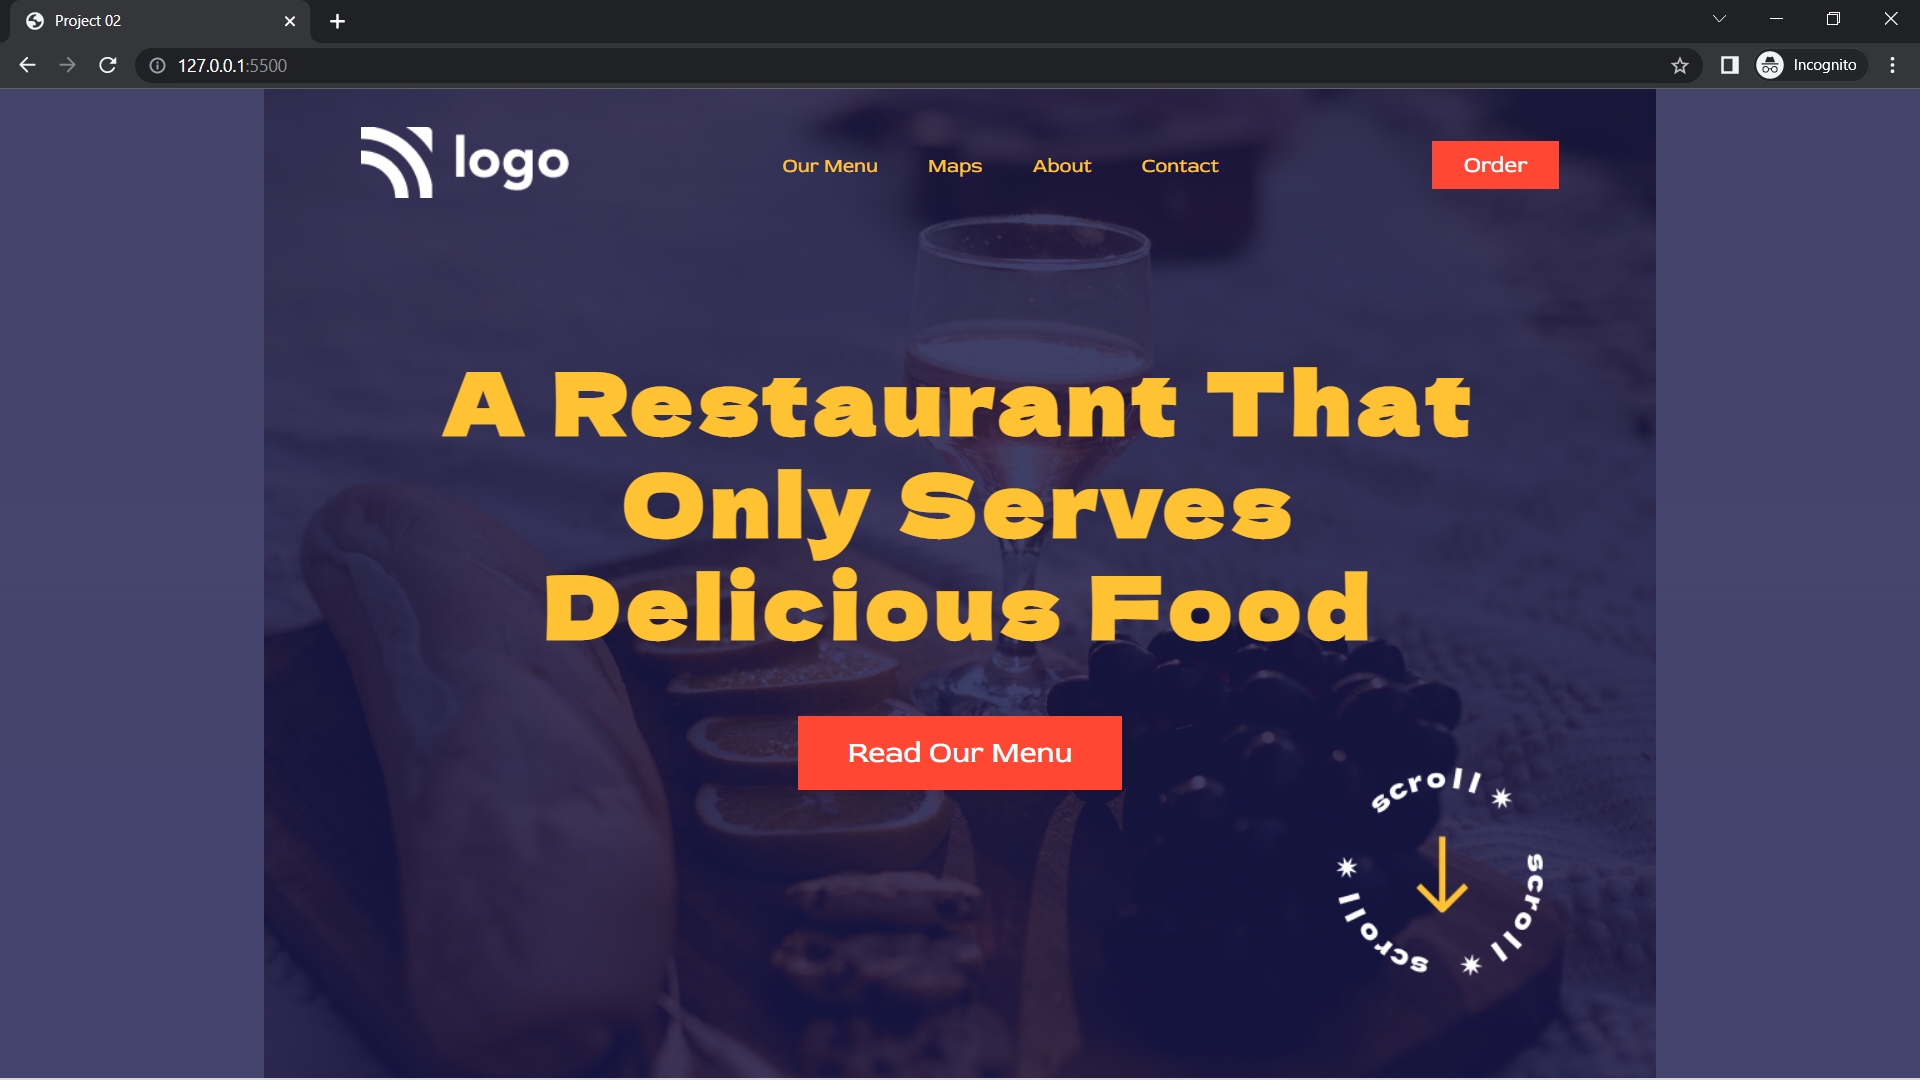 Project 02
127.0.0.1:5500
Incognito
logo
Our Menu
Maps
About
Contact
Order
A Restaurant That
Only Serves
Delicious Food
Read Our Menu
scroll
scroll
scroll